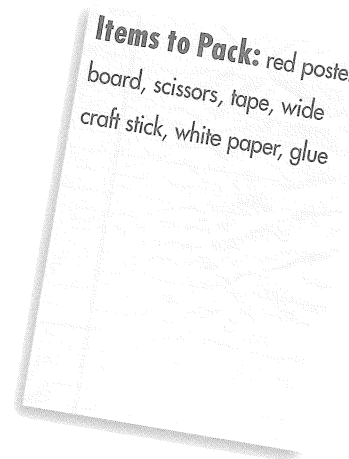 Items to Pack: red poste
board, scissors, tape, wide
craft stick, white paper, glue